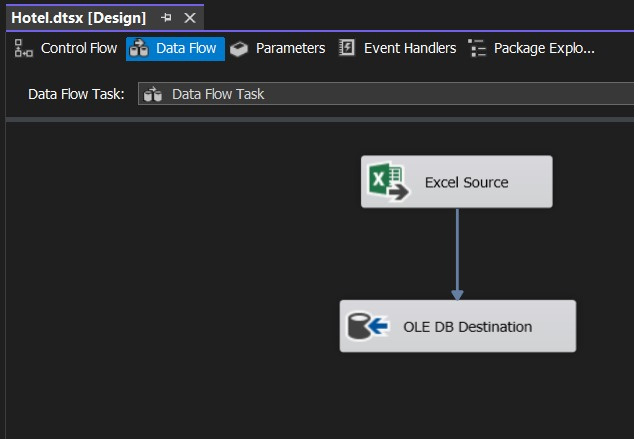 Hotel.dtsx [Design]
Control Flow Data Flow Parameters Event Handlers Package Explo...
Data Flow Task: Data Flow Task
Excel Source
OLE DB Destination